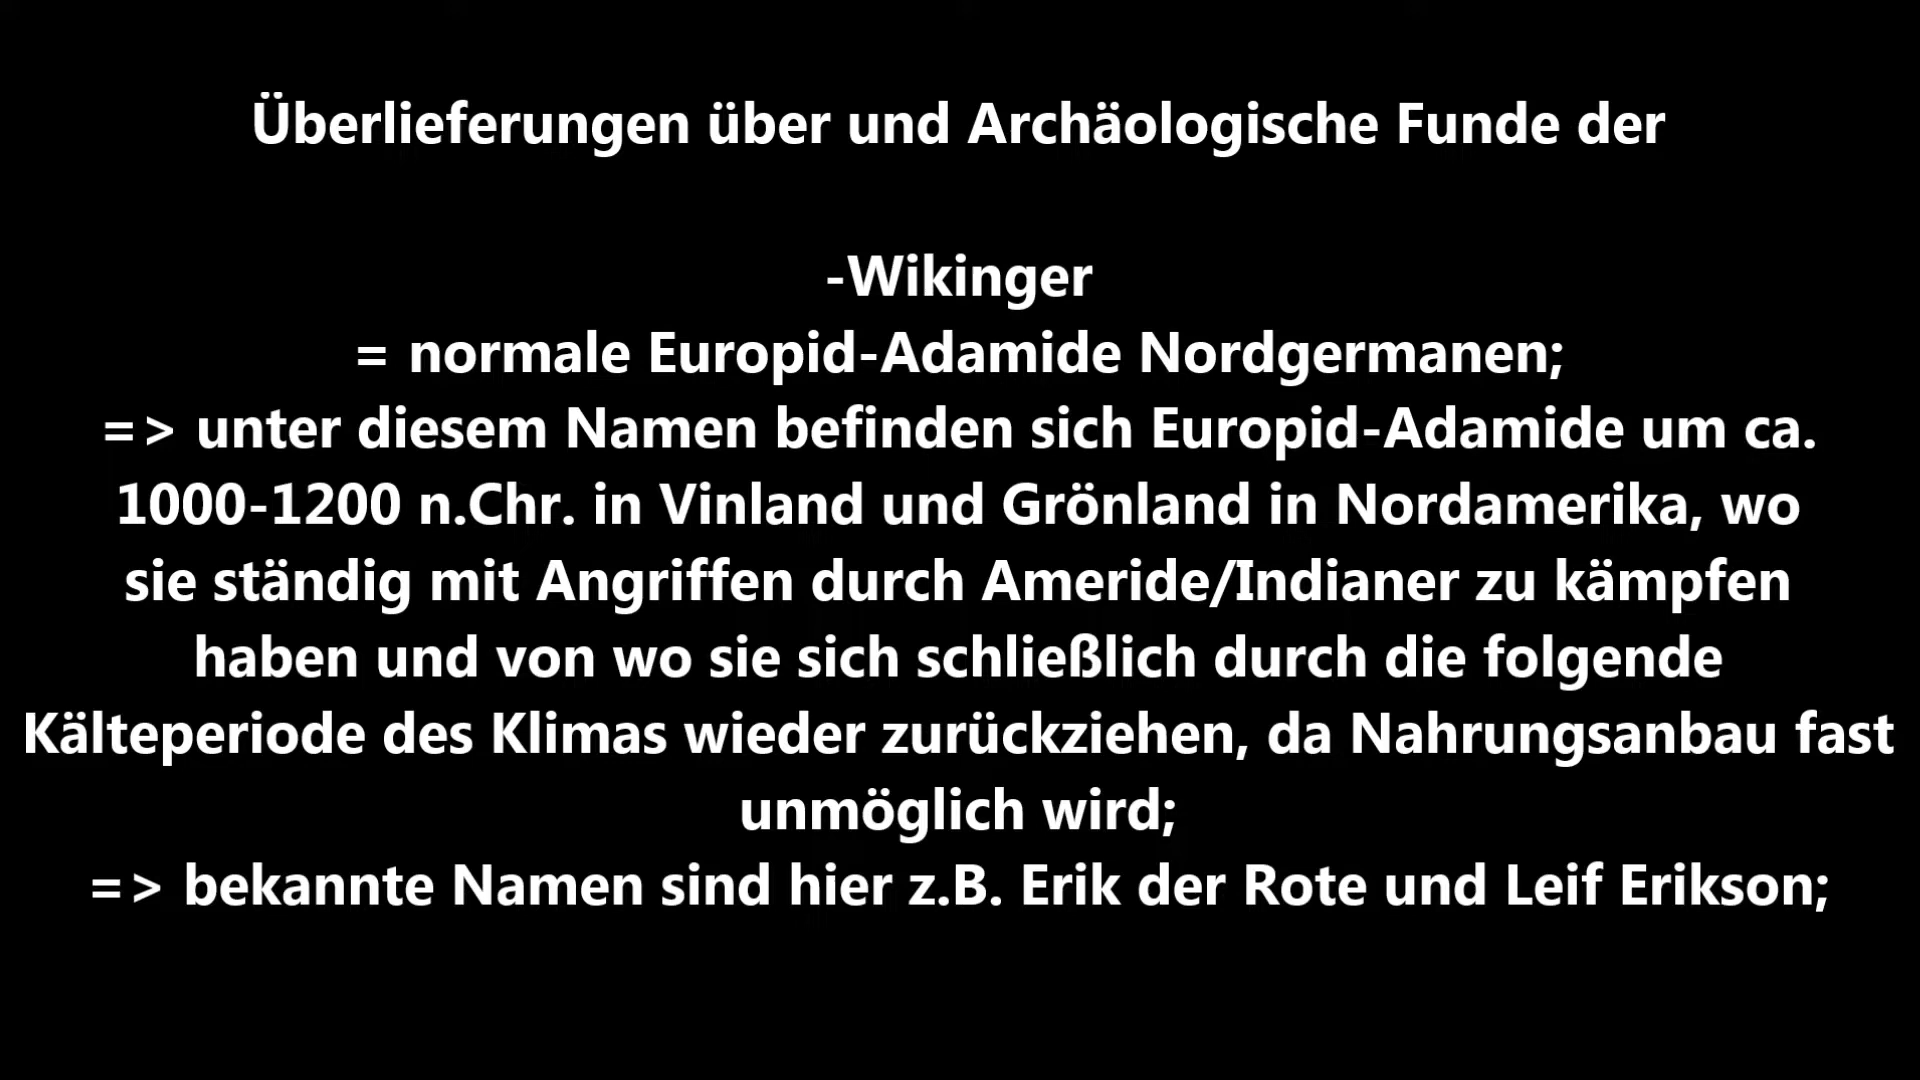 Überlieferungen über und Archäologische Funde der
-Wikinger
= normale Europid-Adamide Nordgermanen;
=> unter diesem Namen befinden sich Europid-Adamide um ca.
1000-1200 n.Chr. in Vinland und Grönland in Nordamerika, wo
sie ständig mit Angriffen durch Ameride/Indianer zu kämpfen
haben und von wo sie sich schließlich durch die folgende
Kälteperiode des Klimas wieder zurückziehen, da Nahrungsanbau fast
unmöglich wird;
=> bekannte Namen sind hier z.B. Erik der Rote und Leif Erikson;